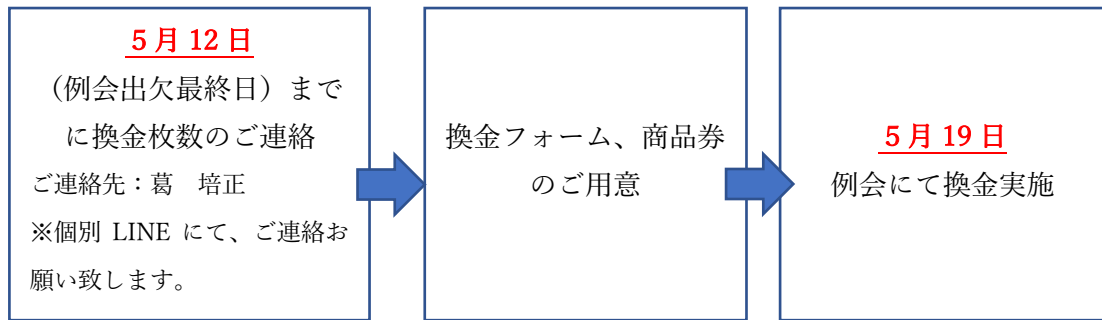 5月12日
（例会出欠最終日）まで
に換金枚数のご連絡
ご連絡先：葛　培正
※個別 LINE にて、ご連絡お
願い致します。
換金フォーム、商品券
のご用意
5月19日
例会にて換金実施